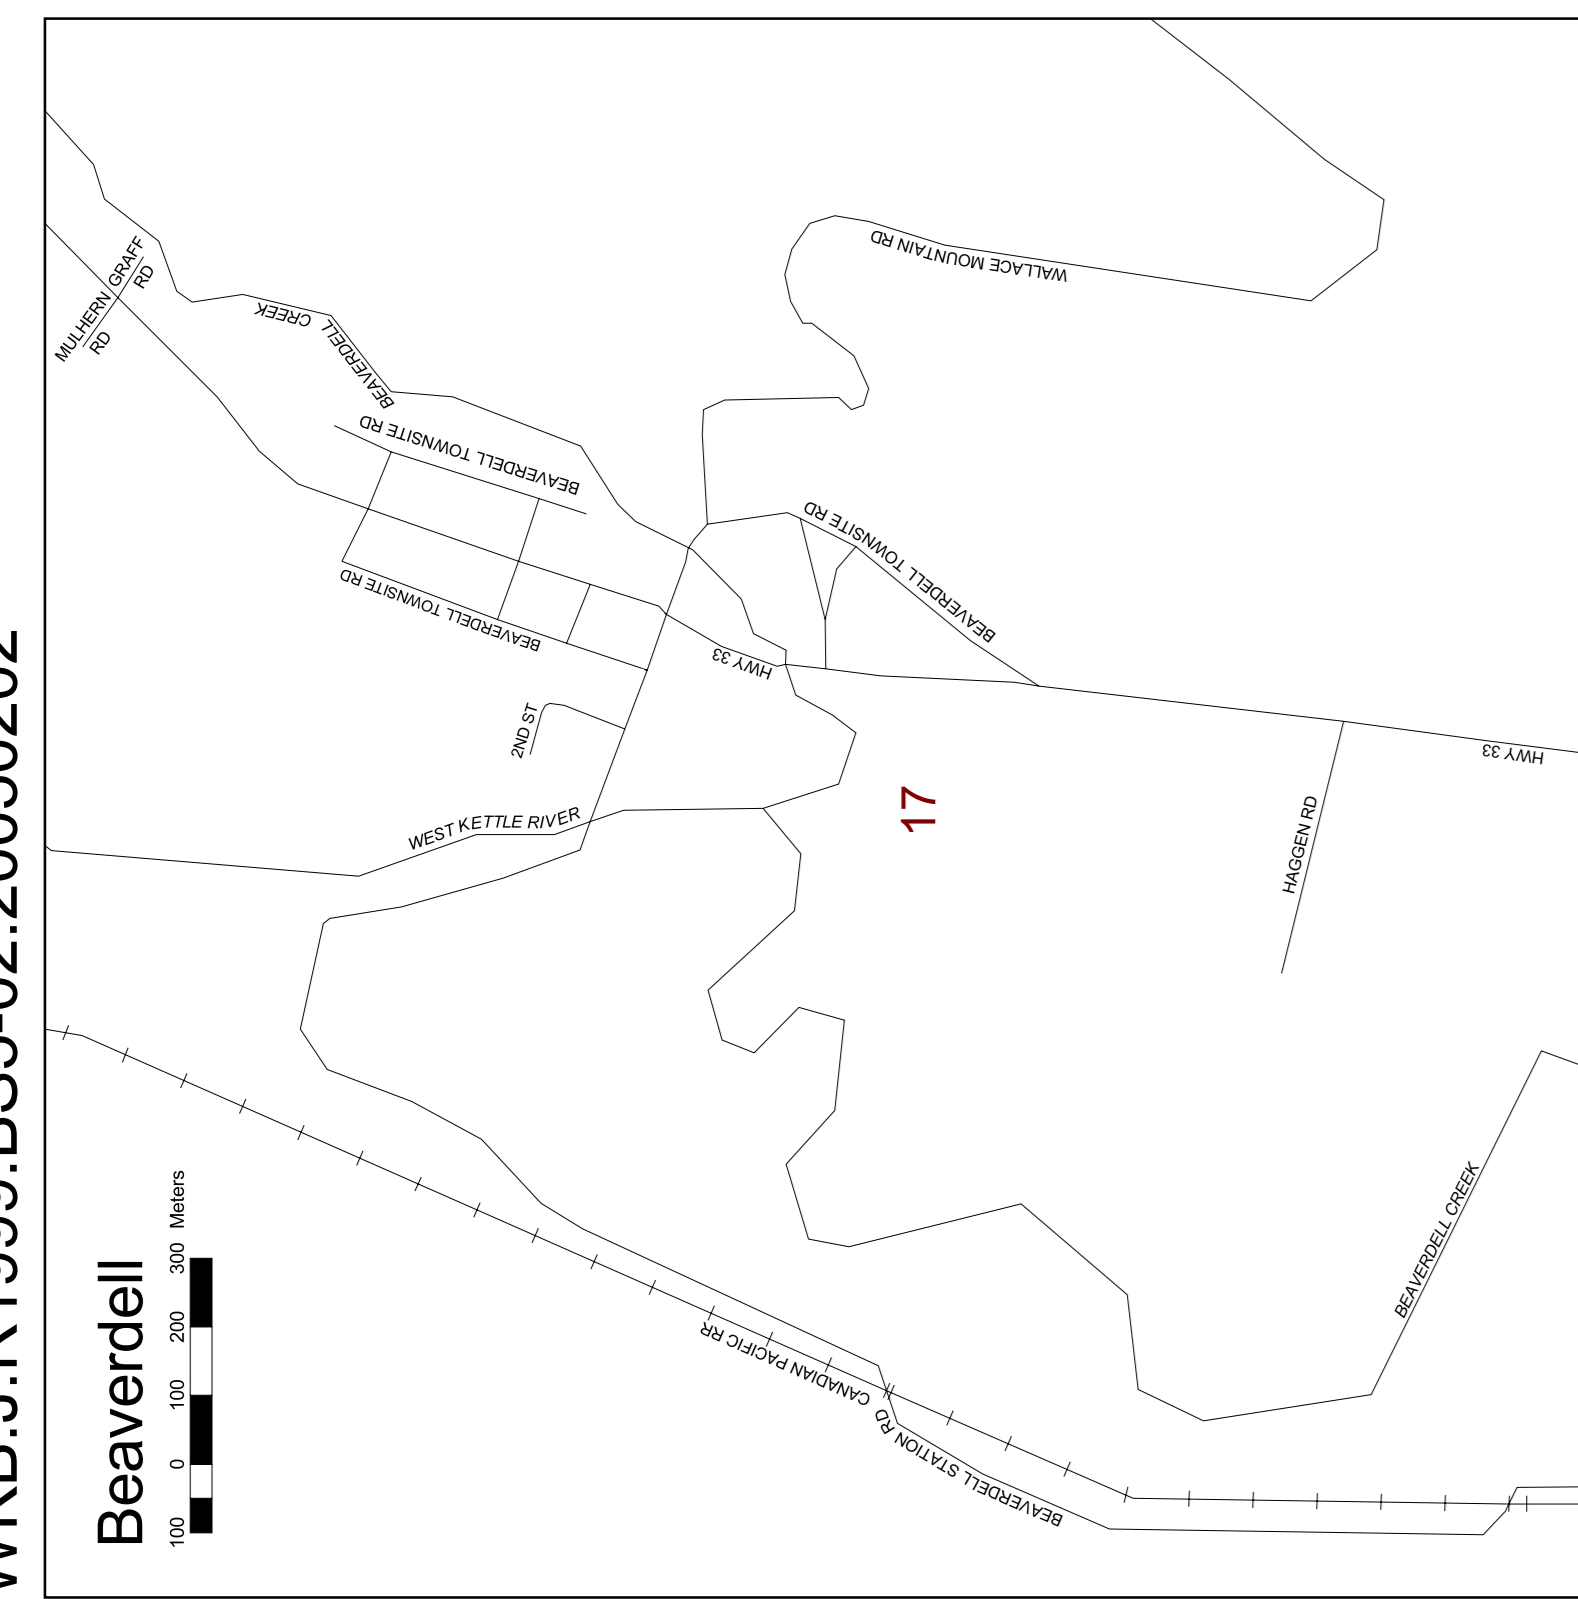 MULHERN GRAFF
RD RD
CREEK
BEAVERDELL
BEAVERDELL TOWNSITE RD
BEAVERDELL TOWNSITE RD
WALLACE MOUNTAIN RD
BEAVERDELL TOWNSITE RD
HWY 33
2ND ST
WEST KETTLE RIVER
17
HAGGEN RD
HWY 33
BEAVERDELL CREEK
CANADIAN PACIFIC RR
BEAVERDELL STATION RD
Beaverdell
100 0 100 200 300 Meters